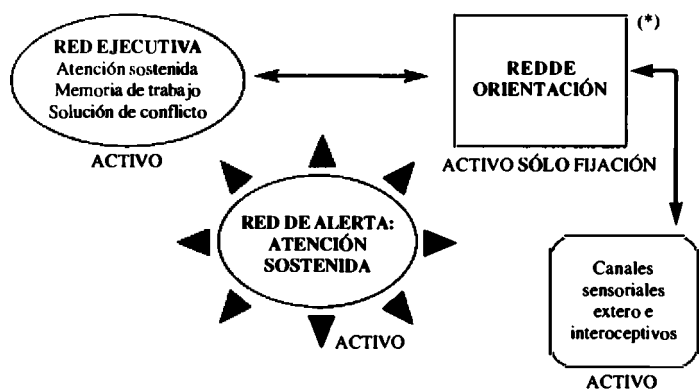 RED EJECUTIVA
Atención sostenida
Memoria de trabajo
Solución de conflicto
ACTIVO
(*)
REDDE
ORIENTACIÓN
ACTIVO SÓLO FIJACIÓN
RED DE ALERTA:
ATENCIÓN
SOSTENIDA
ACTIVO
Canales
sensoriales
extero e
interoceptivos
ACTIVO